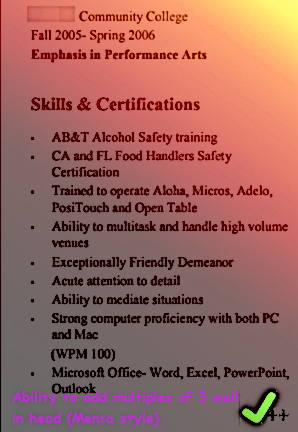 Community College
Fall 2005- Spring 2006
Emphasis in Performance Arts
Skills & Certifications
AB&T Alcohol Safety training
CA and FL Food Handlers Safety
Certification
Trained to operate Aloha, Micros, Adelo,
PosiTouch and Open Table
Ability to multitask and handle high volume
venues
Exceptionally Friendly Demeanor
Acute attention to detail
Ability to mediate situations
Strong computer proficiency with both PC
and Mac
(WPM 100)
Microsoft Office- Word, Excel, PowerPoint,
Outlook
Ability to add multiples of 3 well
in head (Mensa style)